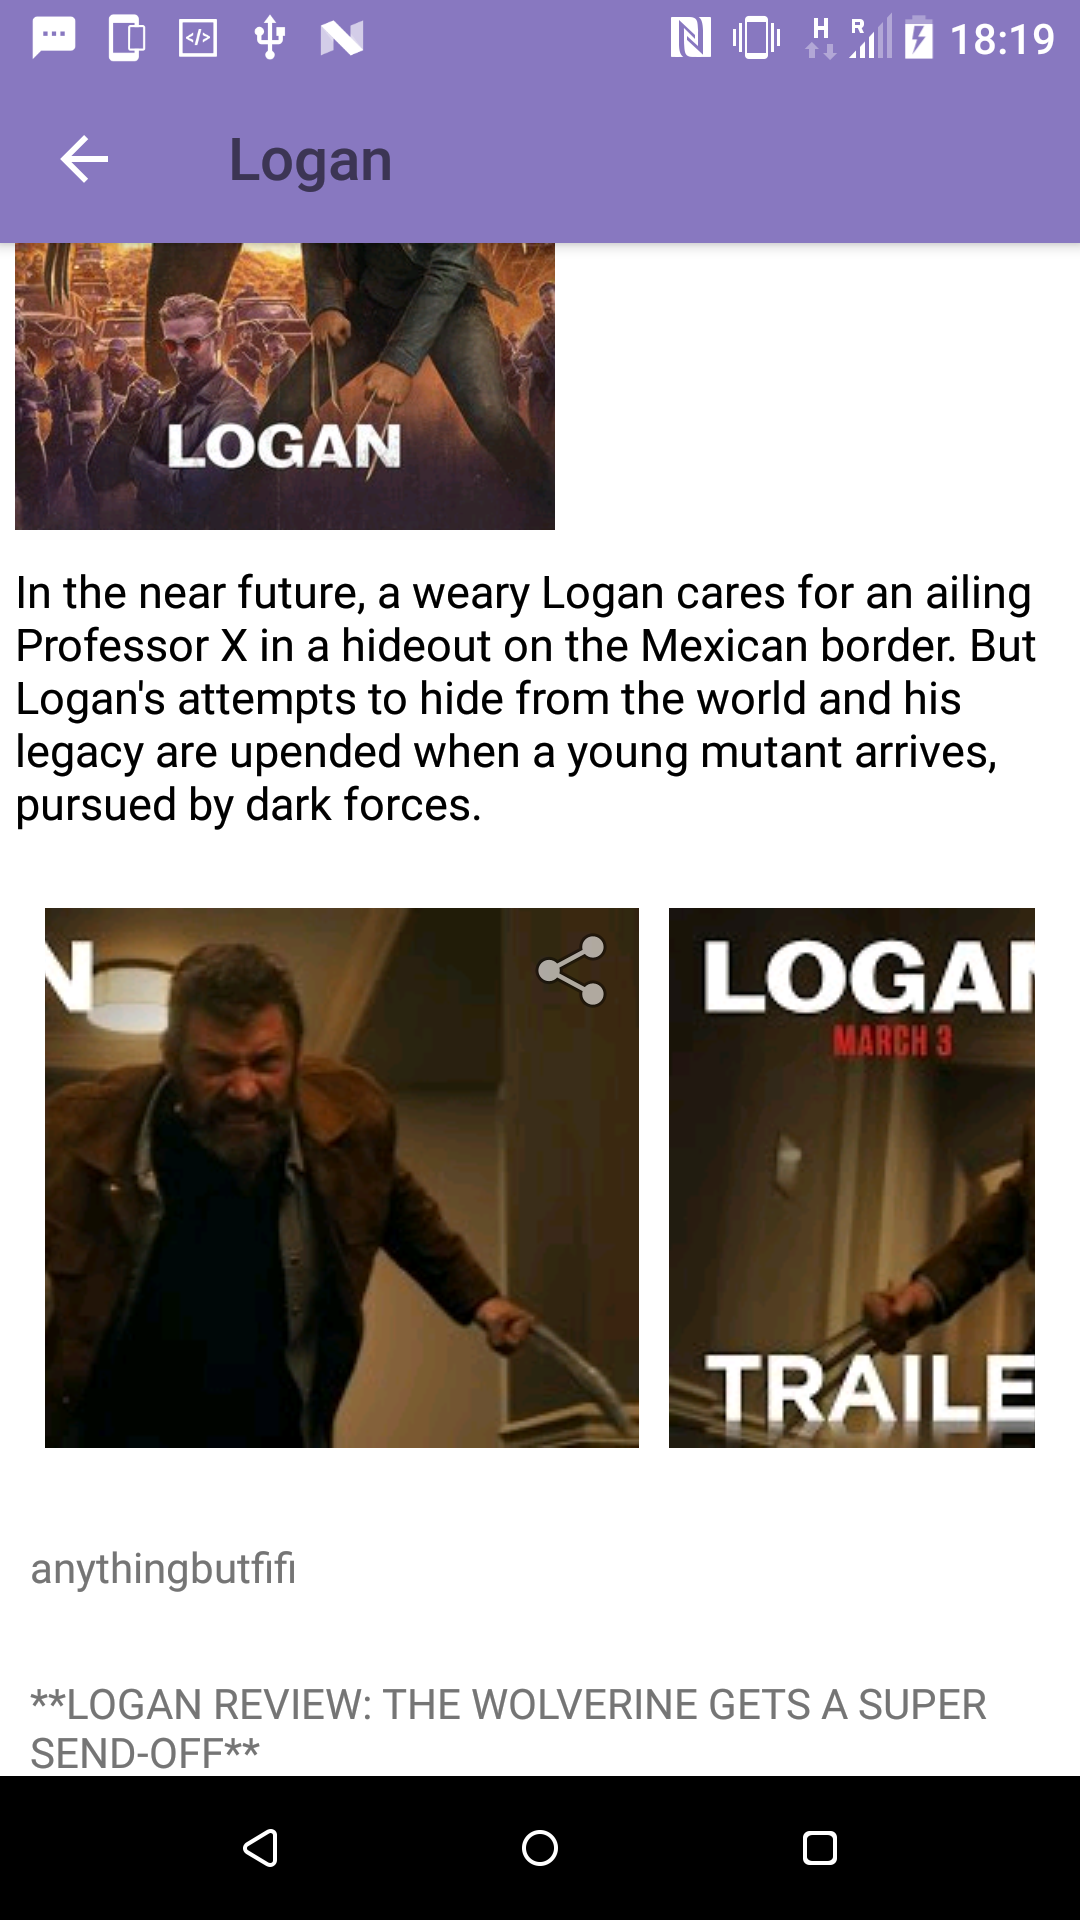 18:19
H R
Logan
LOGAN
In the near future, a weary Logan cares for an ailing
Professor X in a hideout on the Mexican border. But
Logan's attempts to hide from the world and his
legacy are upended when a young mutant arrives,
pursued by dark forces.
N
LOGAN
MARCH 3
TRAILE
anythingbutfifi
**LOGAN REVIEW: THE WOLVERINE GETS A SUPER
SEND-OFF**